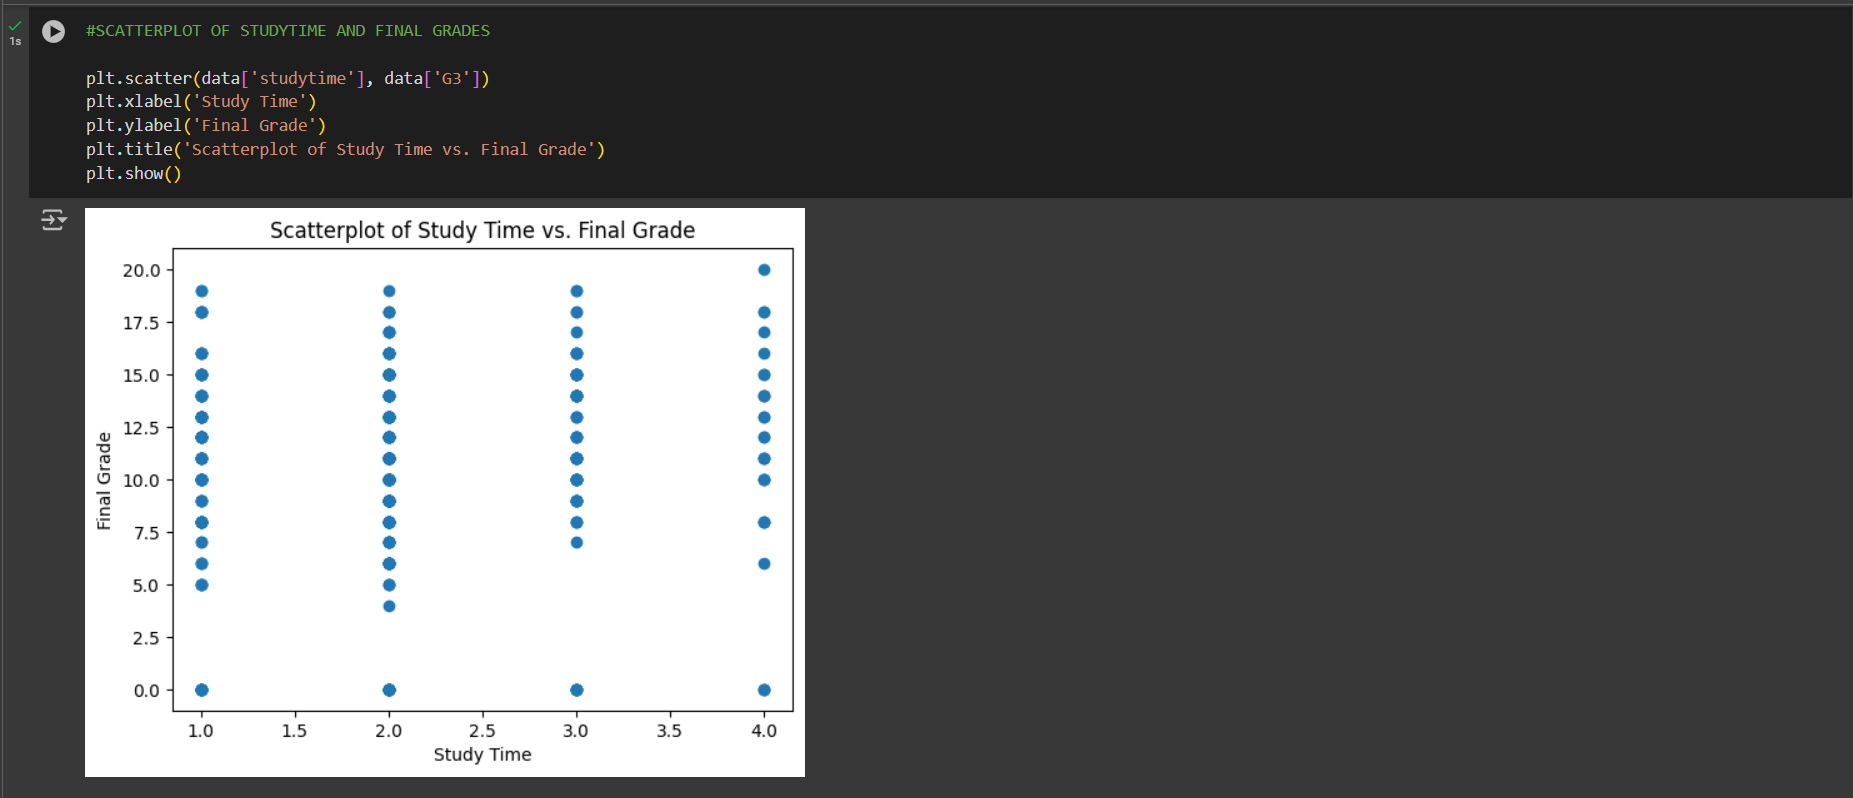 #SCATTERPLOT OF STUDYTIME AND FINAL GRADES
1s
plt.scatter(data['studytime'], data['G3'])
plt.xlabel('Study Time')
plt.ylabel('Final Grade')
plt.title('Scatterplot of Study Time vs. Final Grade')
plt.show()
Scatterplot of Study Time vs. Final Grade
20.0
17.5
15.0
12.5
10.0
7.5
5.0
2.5
0.0
Final Grade
1.0 1.5 2.0 2.5 3.0 3.5 4.0
Study Time